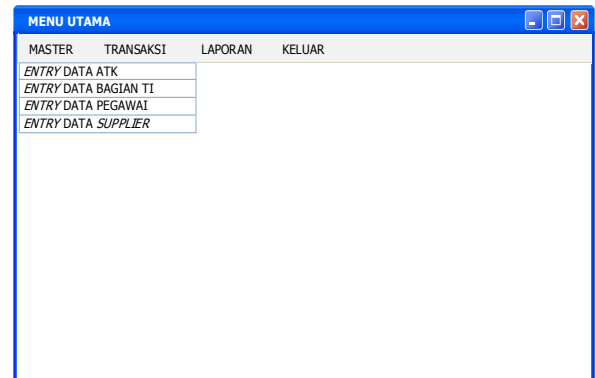 MENU UTAMA
MASTER TRANSAKSI LAPORAN KELUAR
ENTRY DATA ATK
ENTRY DATA BAGIAN TI
ENTRY DATA PEGAWAI
ENTRY DATA SUPPLIER